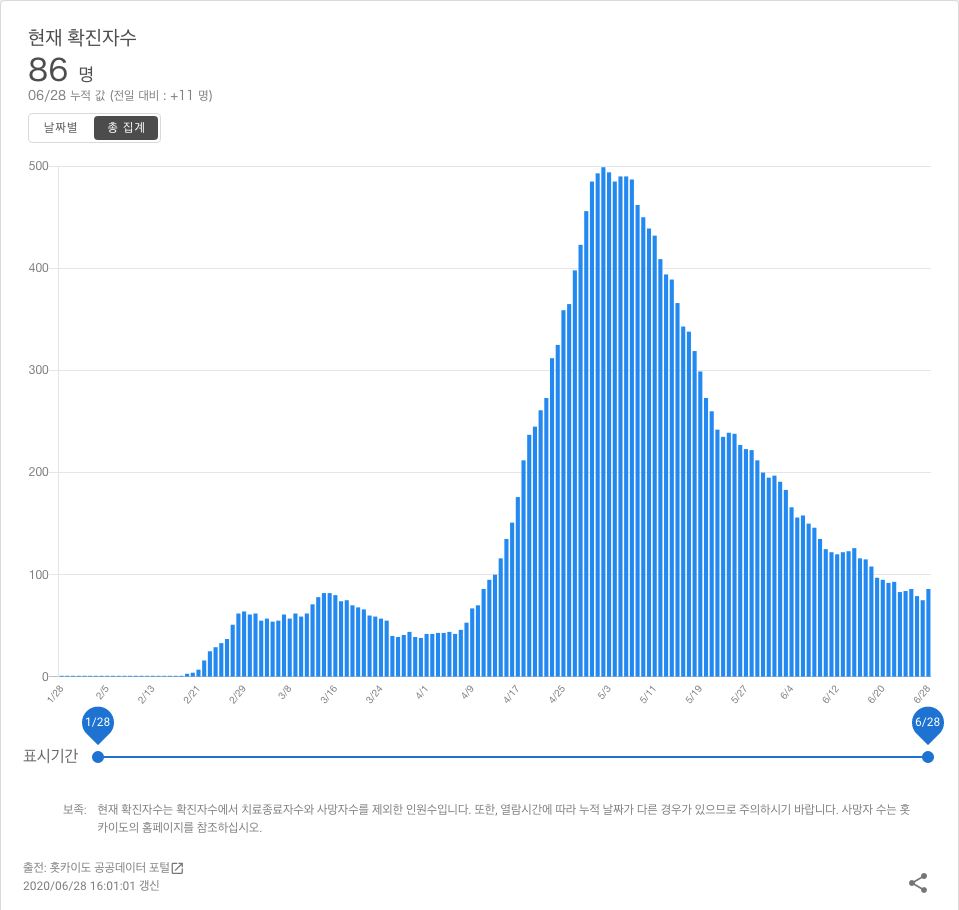 현재 확진자수
86 명
06/28 누적 값 (전일 대비 : +11 명)
날짜별 총 집계
500
400
300
200
100
0
1/28 2/5 2/13 2/21 2/29 3/8 3/16 3/24 4/1 4/9 4/17 4/25 5/3 5/11 5/19 5/27 6/4 6/12 6/20 6/28
1/28 6/28
표시기간
보족: 현재 확진자수는 확진자수에서 치료종료자수와 사망자수를 제외한 인원수입니다. 또한, 열람시간에 따라 누적 날짜가 다른 경우가 있으므로 주의하시기 바랍니다. 사망자 수는 홋
카이도의 홈페이지를 참조하십시오.
출전: 홋카이도 공공데이터 포털
2020/06/28 16:01:01 갱신